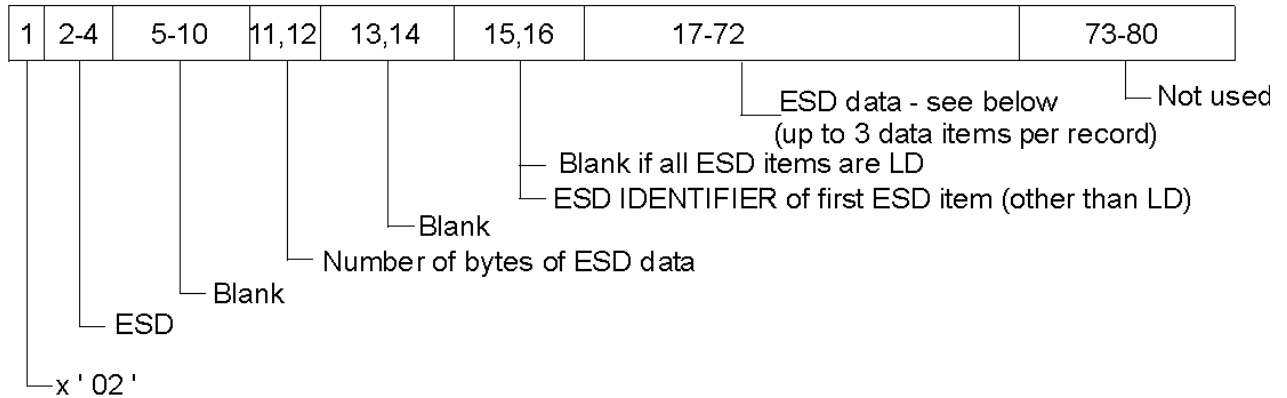 1 2-4 5-10 11,12 13,14 15,16 17-72 73-80
Not used
ESD data - see below
(up to 3 data items per record)
Blank if all ESD items are LD
ESD IDENTIFIER of first ESD item (other than LD)
Blank
Number of bytes of ESD data
Blank
ESD
x ' 02 '